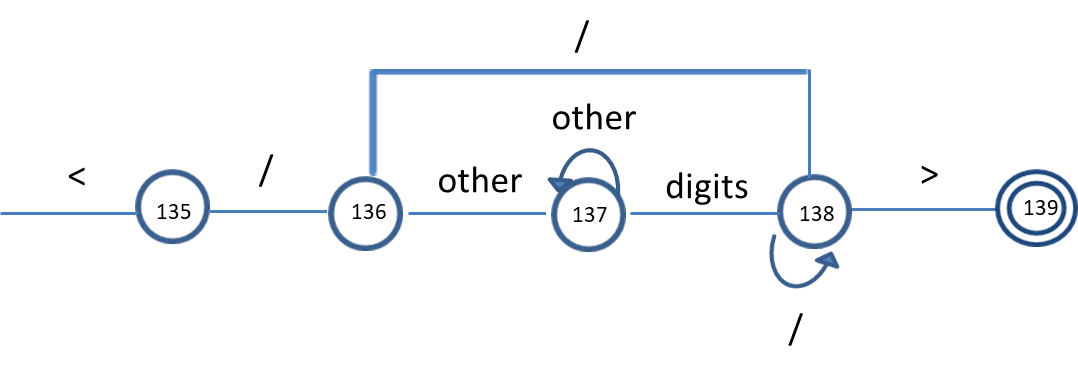 /
other
< / other digits >
135 136 137 138 139
/